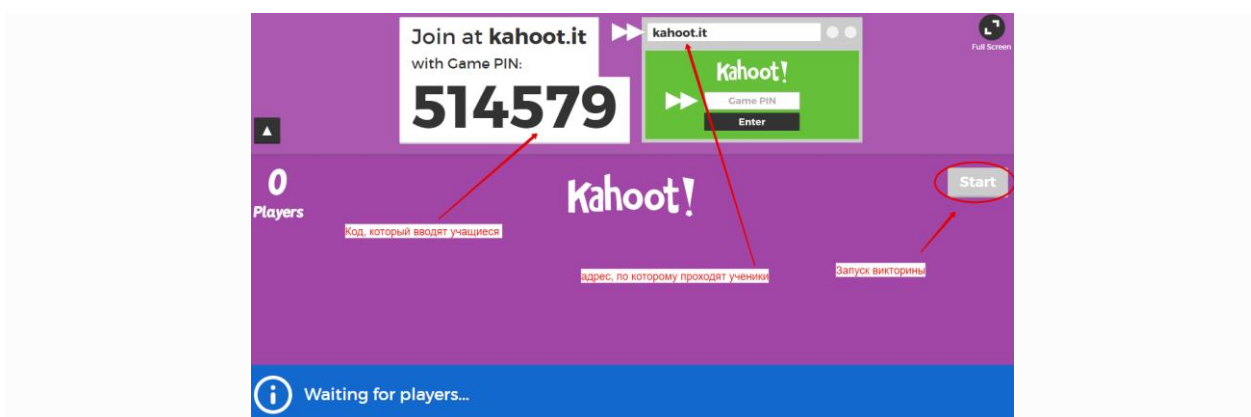 Join at kahoot.it
with Game PIN:
514579
kahoot.it
Kahoot!
Game PIN
Enter
Full Screen
0
Players
Kahoot!
Start
Код, который вводят учащиеся
адрес, по которому проходят ученики
Запуск викторины
Waiting for players...